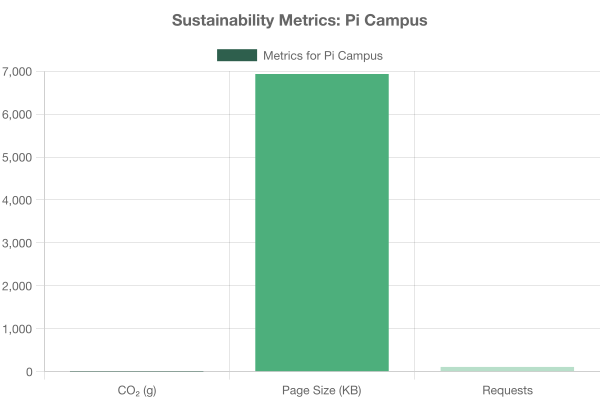 Sustainability Metrics: Pi Campus
Metrics for Pi Campus
7,000
6,000
5,000
4,000
3,000
2,000
1,000
0
CO₂ (g)
Page Size (KB)
Requests